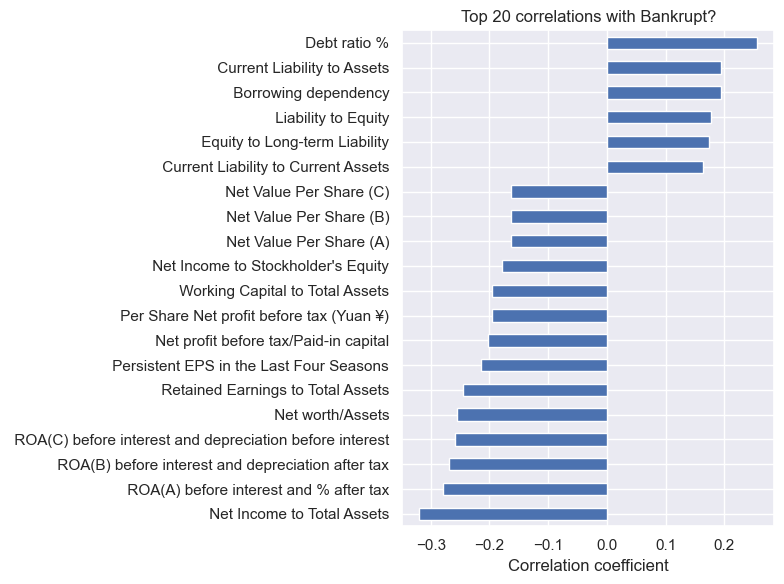 Top 20 correlations with Bankrupt?
Debt ratio %
Current Liability to Assets
Borrowing dependency
Liability to Equity
Equity to Long-term Liability
Current Liability to Current Assets
Net Value Per Share (C)
Net Value Per Share (B)
Net Value Per Share (A)
Net Income to Stockholder's Equity
Working Capital to Total Assets
Per Share Net profit before tax (Yuan ¥)
Net profit before tax/Paid-in capital
Persistent EPS in the Last Four Seasons
Retained Earnings to Total Assets
Net worth/Assets
ROA(C) before interest and depreciation before interest
ROA(B) before interest and depreciation after tax
ROA(A) before interest and % after tax
Net Income to Total Assets
−0.3 −0.2 −0.1 0.0 0.1 0.2
Correlation coefficient